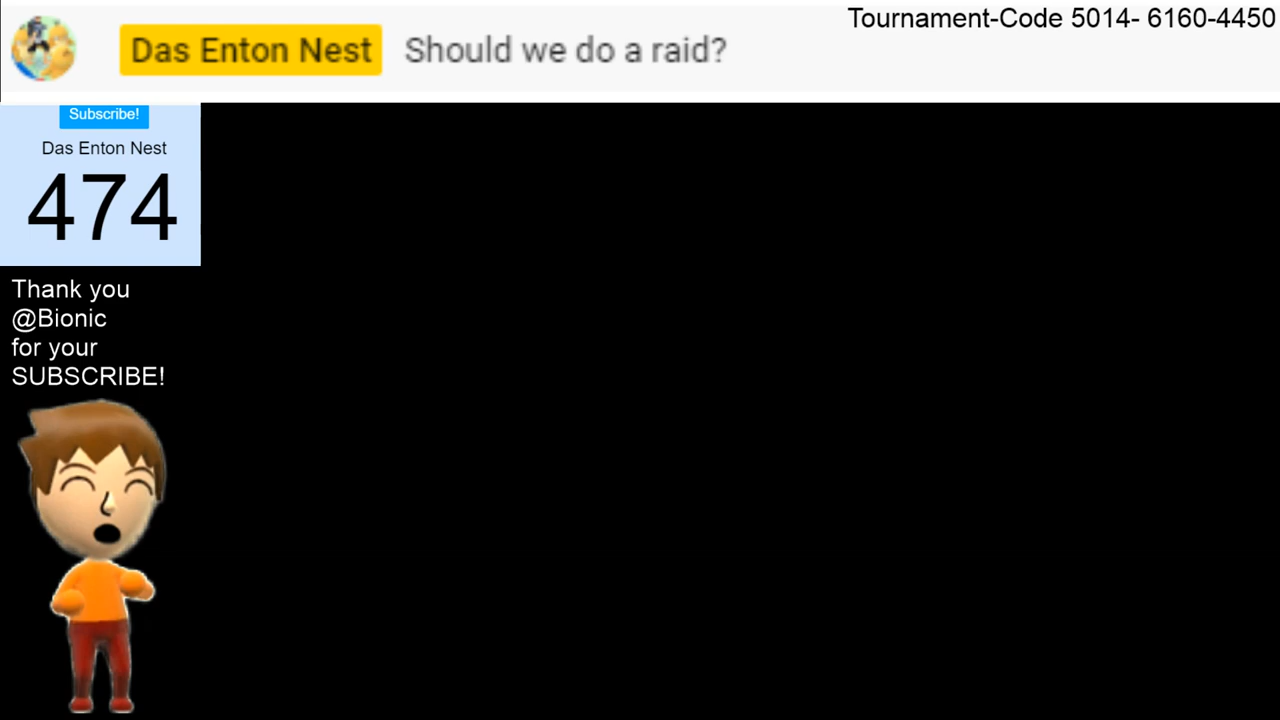 Tournament-Code 5014- 6160-4450
Das Enton Nest Should we do a raid?
Subscribe!
Das Enton Nest
474
Thank you
@Bionic
for your
SUBSCRIBE!